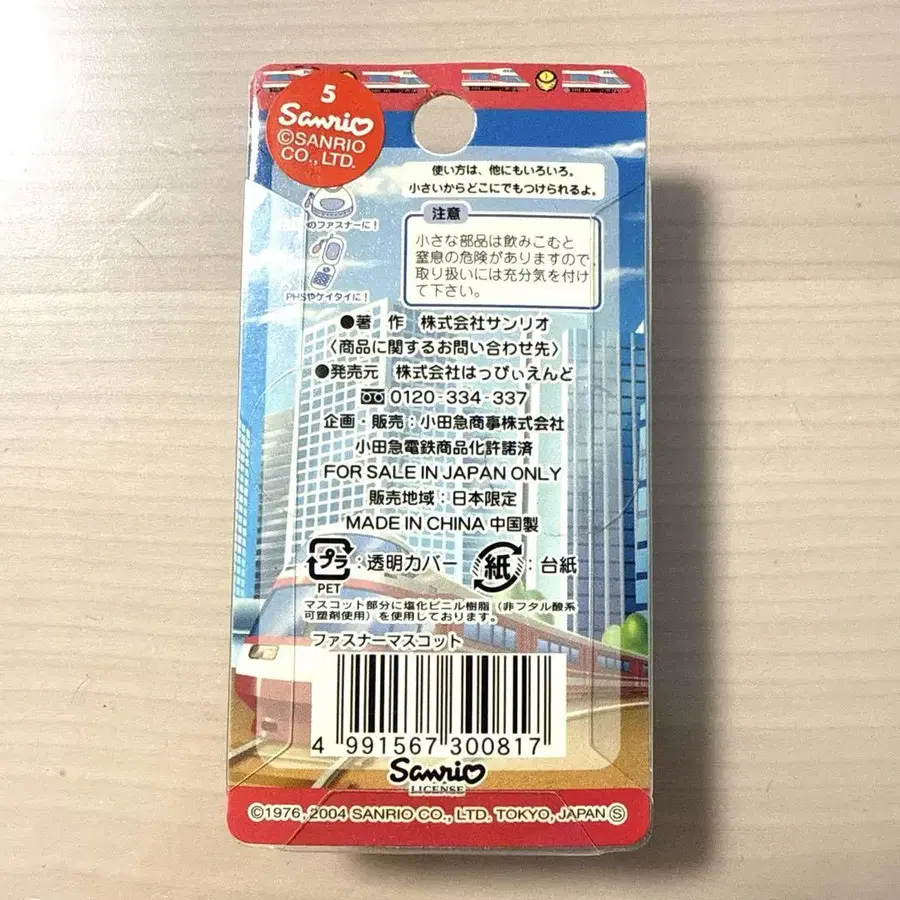 5
Sanrio
©SANRIO
CO., LTD.
使い方は、他にもいろいろ。
小さいからどこにでもつけられるよ。
のファスナーに!
PHSやケイタイに!
注意
小さな部品は飲みこむと
窒息の危険がありますので、
取り扱いには充分気を付け
て下さい。
●著 作 株式会社サンリオ
〈商品に関するお問い合わせ先〉
●発売元 株式会社はっぴぃえんど
0120-334-337
企画・販売:小田急商事株式会社
小田急電鉄商品化許諾済
FOR SALE IN JAPAN ONLY
販売地域:日本限定
MADE IN CHINA 中国製
プラ:透明カバー 紙:台紙
PET
マスコット部分に塩化ビニル樹脂(非フタル酸系
可塑剤使用)を使用しております。
ファスナーマスコット
4 991567 300817
Sanrio
LICENSE
©1976, 2004 SANRIO CO., LTD. TOKYO, JAPAN Ⓢ